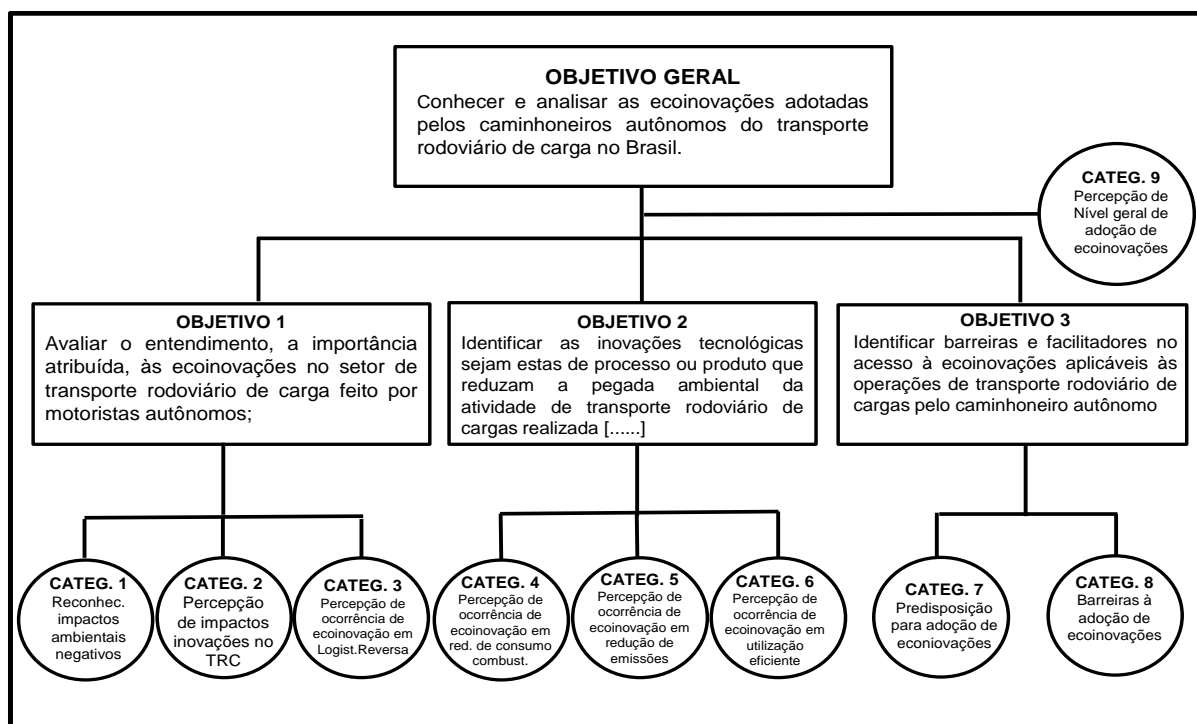 OBJETIVO GERAL
Conhecer e analisar as ecoinovações adotadas
pelos caminhoneiros autônomos do transporte
rodoviário de carga no Brasil.
CATEG. 9
Percepção de
Nível geral de
adoção de
ecoinovações
OBJETIVO 1
Avaliar o entendimento, a importância
atribuída, às ecoinovações no setor de
transporte rodoviário de carga feito por
motoristas autônomos;
OBJETIVO 2
Identificar as inovações tecnológicas
sejam estas de processo ou produto que
reduzam a pegada ambiental da
atividade de transporte rodoviário de
cargas realizada [......]
OBJETIVO 3
Identificar barreiras e facilitadores no
acesso à ecoinovações aplicáveis às
operações de transporte rodoviário de
cargas pelo caminhoneiro autônomo
CATEG. 1
Reconhec.
impactos
ambientais
negativos
CATEG. 2
Percepção
de impactos
inovações no
TRC
CATEG. 3
Percepção de
ocorrência de
ecoinovação em
Logist.Reversa
CATEG. 4
Percepção de
ocorrência de
ecoinovação em
red. de consumo
combust.
CATEG. 5
Percepção de
ocorrência de
ecoinovação em
redução de
emissões
CATEG. 6
Percepção de
ocorrência de
ecoinovação em
utilização
eficiente
CATEG. 7
Predisposição
para adoção de
econiovações
CATEG. 8
Barreiras à
adoção de
ecoinovações